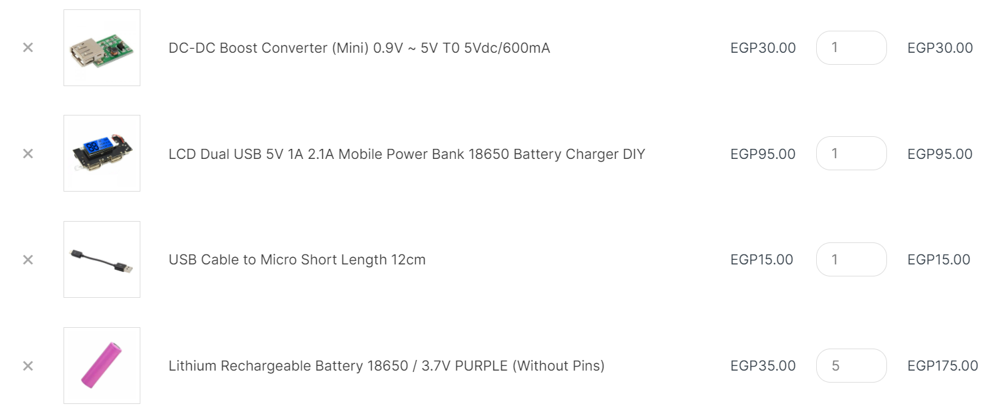 × DC-DC Boost Converter (Mini) 0.9V ~ 5V T0 5Vdc/600mA EGP30.00 1 EGP30.00
88
× LCD Dual USB 5V 1A 2.1A Mobile Power Bank 18650 Battery Charger DIY EGP95.00 1 EGP95.00
× USB Cable to Micro Short Length 12cm EGP15.00 1 EGP15.00
× Lithium Rechargeable Battery 18650 / 3.7V PURPLE (Without Pins) EGP35.00 5 EGP175.00